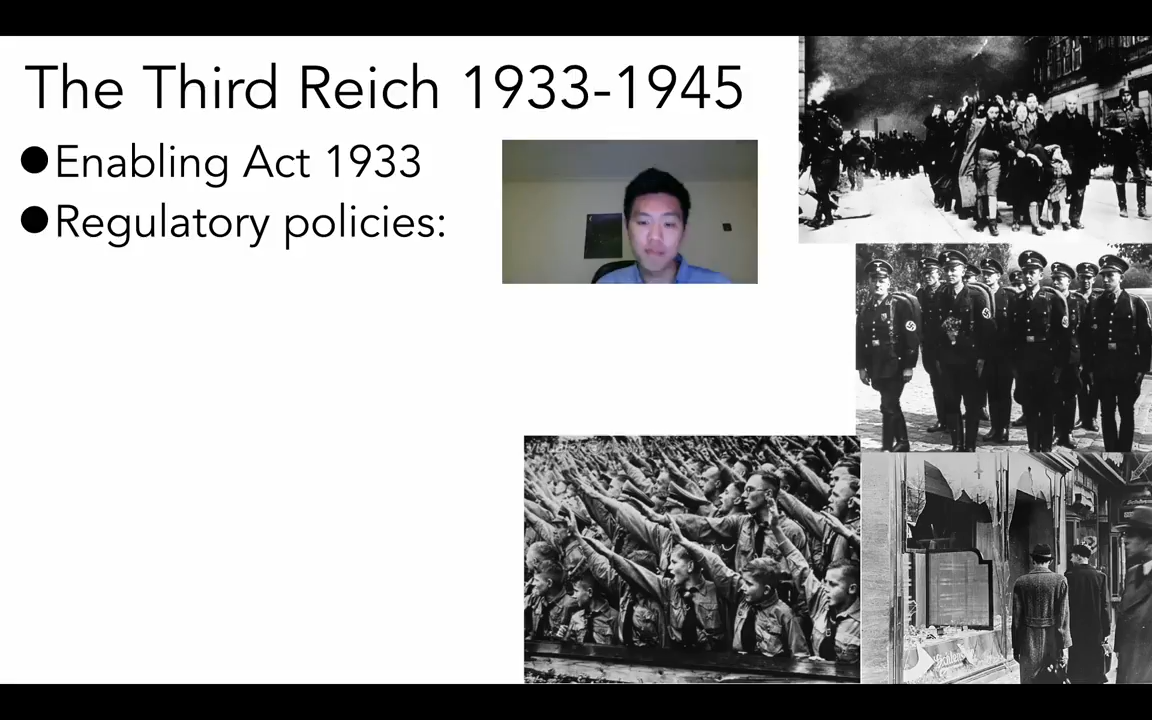 The Third Reich 1933-1945
●Enabling Act 1933
●Regulatory policies: